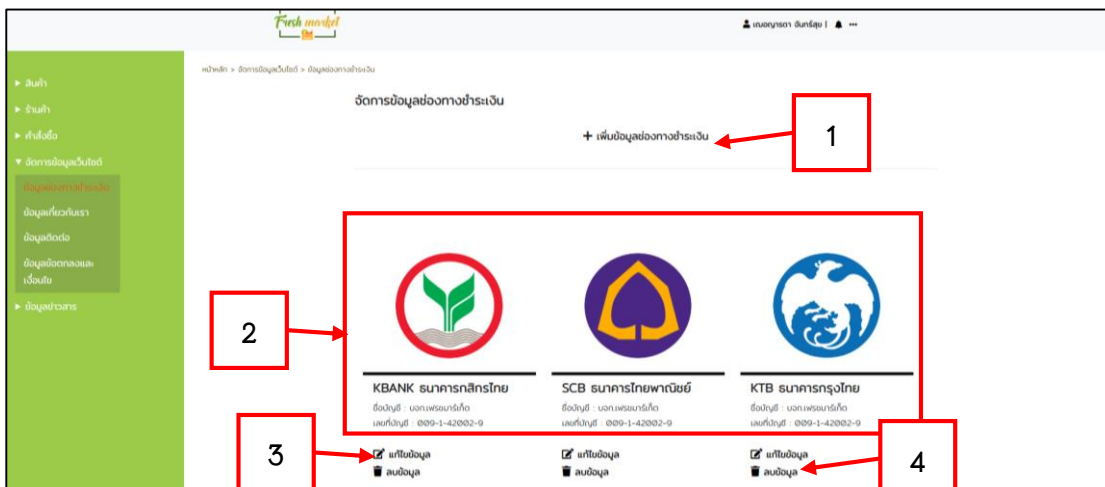 Fresh market
เณอญารดา จันทร์สุข | ...
หน้าหลัก > จัดการข้อมูลเว็บไซต์ > ข้อมูลช่องทางชำระเงิน
► สินค้า
► ร้านค้า
► คำสั่งซื้อ
▼ จัดการข้อมูลเว็บไซต์
ข้อมูลช่องทางชำระเงิน
ข้อมูลเกี่ยวกับเรา
ข้อมูลติดต่อ
ข้อมูลข้อตกลงและ
เงื่อนไข
► ข้อมูลข่าวสาร
จัดการข้อมูลช่องทางชำระเงิน
+ เพิ่มข้อมูลช่องทางชำระเงิน
1
2
KBANK ธนาคารกสิกรไทย
ชื่อบัญชี : บจก.เฟรชมาร์เก็ต
เลขที่บัญชี : 009-1-42002-9
SCB ธนาคารไทยพาณิชย์
ชื่อบัญชี : บจก.เฟรชมาร์เก็ต
เลขที่บัญชี : 009-1-42002-9
KTB ธนาคารกรุงไทย
ชื่อบัญชี : บจก.เฟรชมาร์เก็ต
เลขที่บัญชี : 009-1-42002-9
3
แก้ไขข้อมูล
ลบข้อมูล
แก้ไขข้อมูล
ลบข้อมูล
แก้ไขข้อมูล
ลบข้อมูล
4